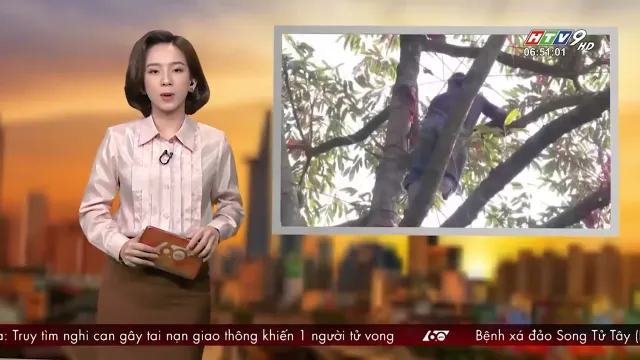 HTV9 HD
06:51:01
a: Truy tìm nghi can gây tai nạn giao thông khiến 1 người tử vong
60 Bệnh xá đảo Song Tử Tây (